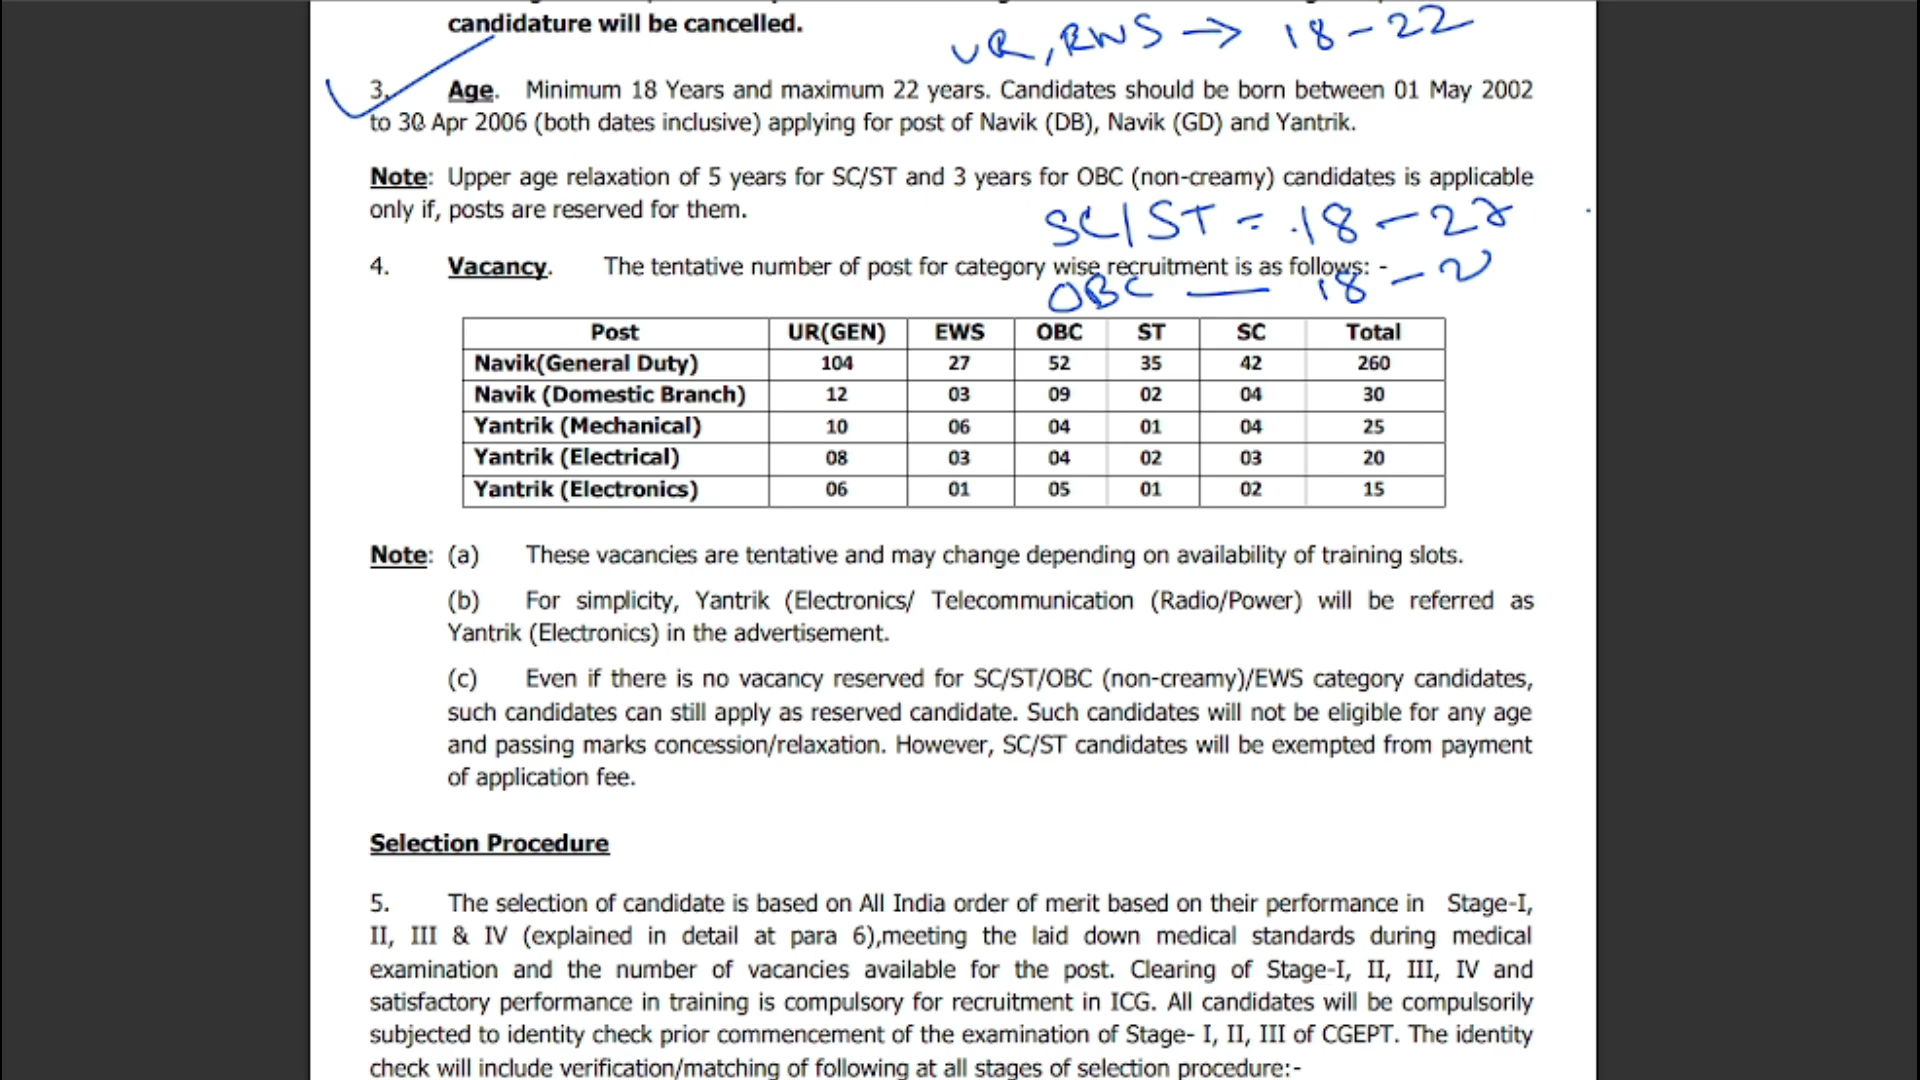 candidature will be cancelled.
UR, RWS → 18-22
3. Age. Minimum 18 Years and maximum 22 years. Candidates should be born between 01 May 2002
to 30 Apr 2006 (both dates inclusive) applying for post of Navik (DB), Navik (GD) and Yantrik.
Note: Upper age relaxation of 5 years for SC/ST and 3 years for OBC (non-creamy) candidates is applicable
only if, posts are reserved for them.
SC/ST = 18-27
4. Vacancy. The tentative number of post for category wise recruitment is as follows: -
OBC — 18 - 2
Post UR(GEN) EWS OBC ST SC Total
Navik(General Duty) 104 27 52 35 42 260
Navik (Domestic Branch) 12 03 09 02 04 30
Yantrik (Mechanical) 10 06 04 01 04 25
Yantrik (Electrical) 08 03 04 02 03 20
Yantrik (Electronics) 06 01 05 01 02 15
Note: (a) These vacancies are tentative and may change depending on availability of training slots.
(b) For simplicity, Yantrik (Electronics/ Telecommunication (Radio/Power) will be referred as
Yantrik (Electronics) in the advertisement.
(c) Even if there is no vacancy reserved for SC/ST/OBC (non-creamy)/EWS category candidates,
such candidates can still apply as reserved candidate. Such candidates will not be eligible for any age
and passing marks concession/relaxation. However, SC/ST candidates will be exempted from payment
of application fee.
Selection Procedure
5. The selection of candidate is based on All India order of merit based on their performance in Stage-I,
II, III & IV (explained in detail at para 6),meeting the laid down medical standards during medical
examination and the number of vacancies available for the post. Clearing of Stage-I, II, III, IV and
satisfactory performance in training is compulsory for recruitment in ICG. All candidates will be compulsorily
subjected to identity check prior commencement of the examination of Stage- I, II, III of CGEPT. The identity
check will include verification/matching of following at all stages of selection procedure:-